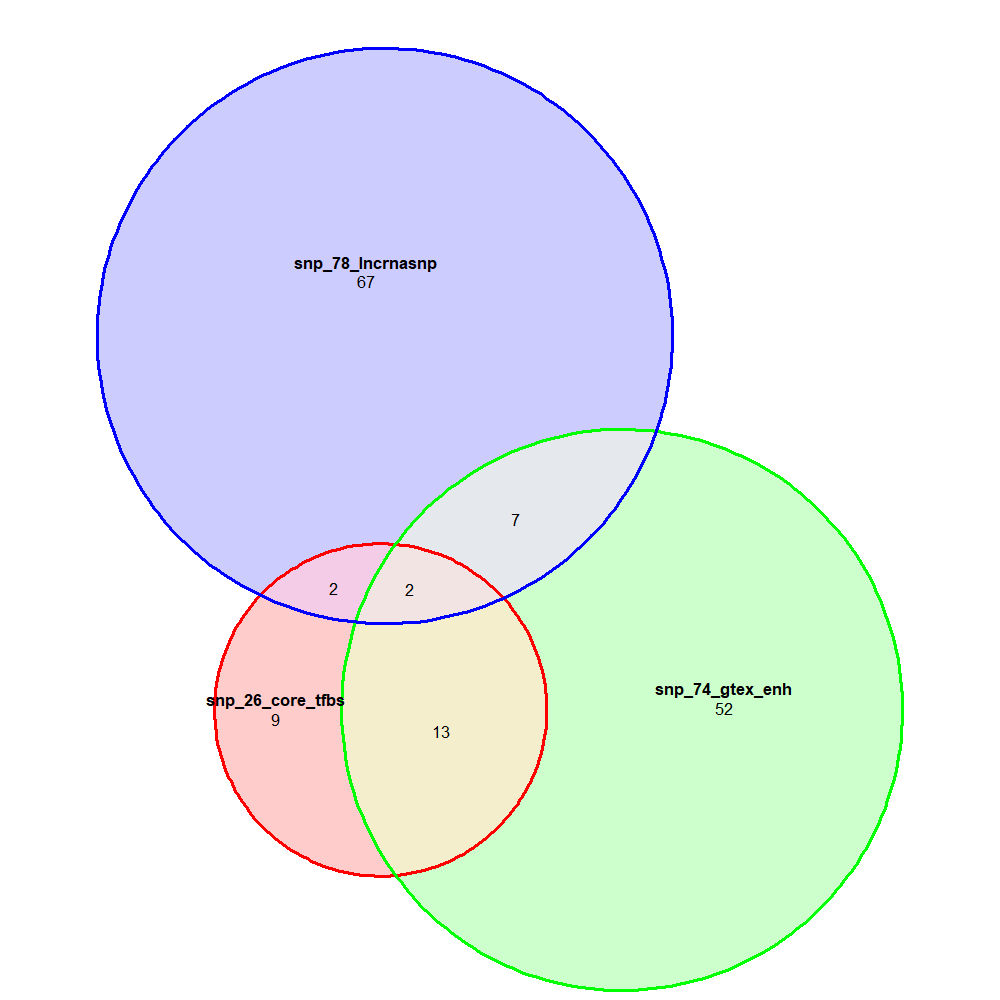 snp_78_lncrnasnp
67
7
2
2
snp_74_gtex_enh
52
snp_26_core_tfbs
9
13